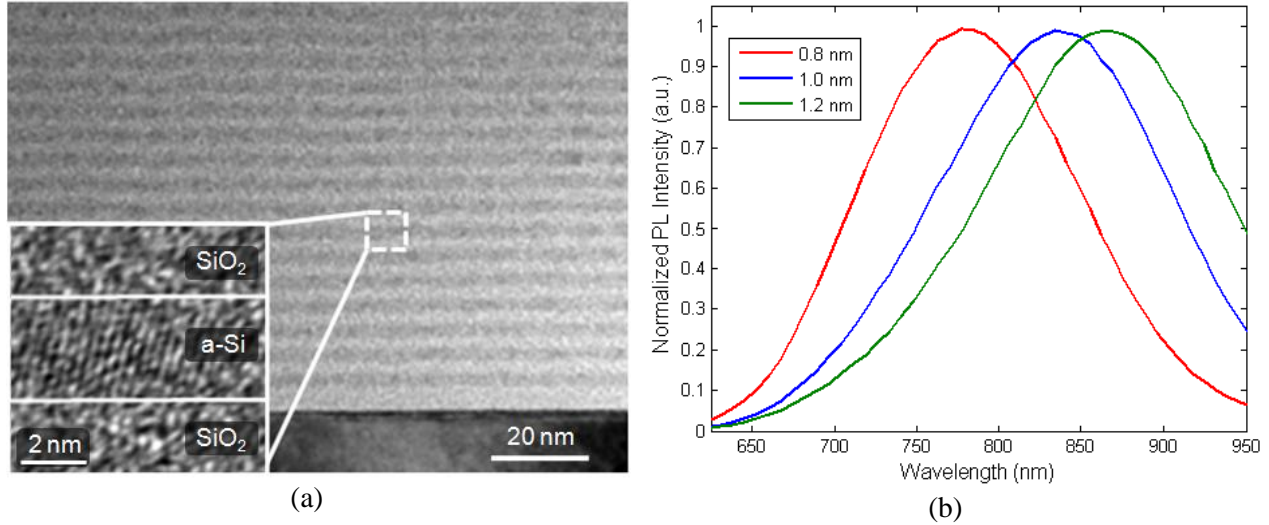 SiO2
a-Si
SiO2
2 nm
20 nm
(a)
Normalized PL Intensity (a.u.)
1
0.9
0.8
0.7
0.6
0.5
0.4
0.3
0.2
0.1
0
0.8 nm
1.0 nm
1.2 nm
650 700 750 800 850 900 950
Wavelength (nm)
(b)